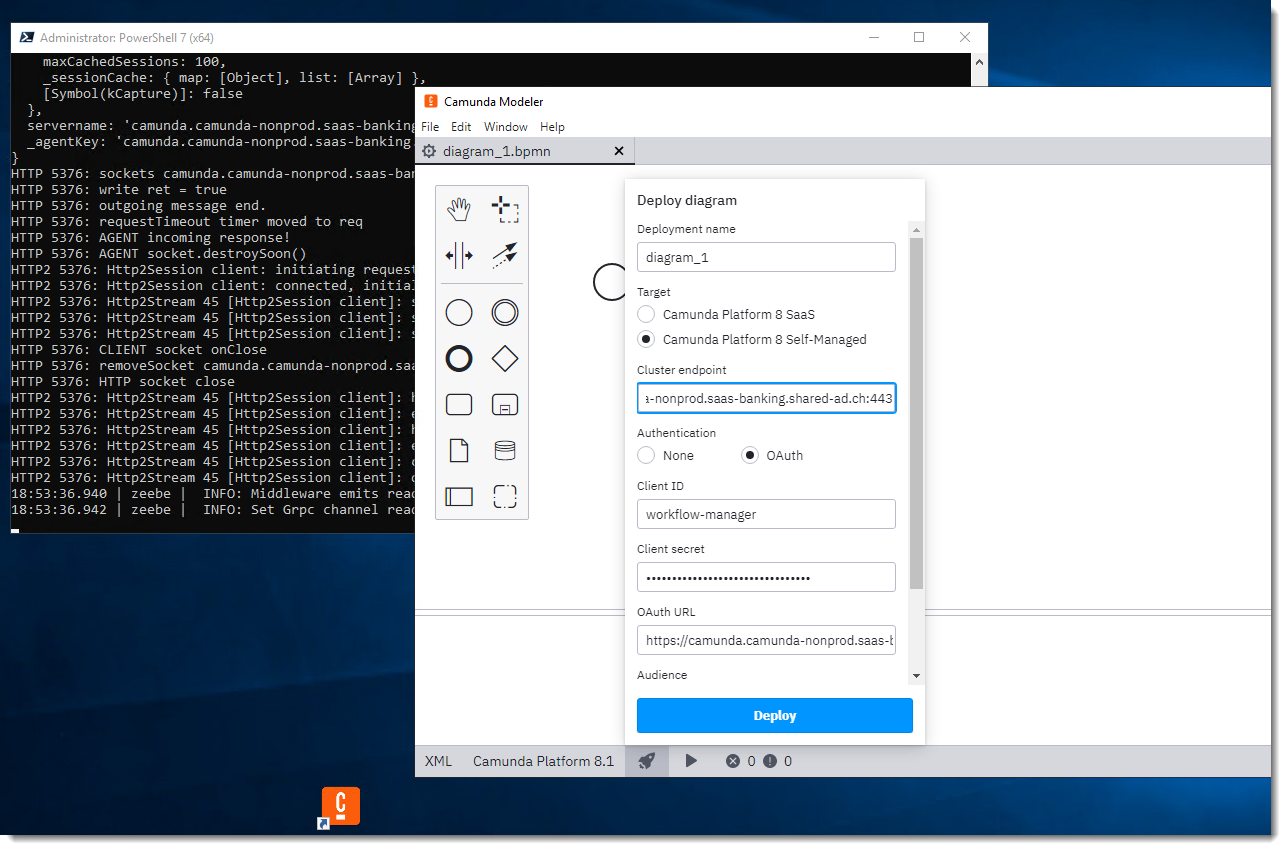 Administrator: PowerShell 7 (x64)
maxCachedSessions: 100,
_sessionCache: { map: [Object], list: [Array] },
[Symbol(kCapture)]: false
},
servername: 'camunda.camunda-nonprod.saas-banking
_agentKey: 'camunda.camunda-nonprod.saas-banking.
}
HTTP 5376: sockets camunda.camunda-nonprod.saas-ban
HTTP 5376: write ret = true
HTTP 5376: outgoing message end.
HTTP 5376: requestTimeout timer moved to req
HTTP 5376: AGENT incoming response!
HTTP 5376: AGENT socket.destroySoon()
HTTP2 5376: Http2Session client: initiating request
HTTP2 5376: Http2Session client: connected, initial
HTTP2 5376: Http2Stream 45 [Http2Session client]: s
HTTP2 5376: Http2Stream 45 [Http2Session client]: s
HTTP2 5376: Http2Stream 45 [Http2Session client]: s
HTTP 5376: CLIENT socket onClose
HTTP 5376: removeSocket camunda.camunda-nonprod.saa
HTTP 5376: HTTP socket close
HTTP2 5376: Http2Stream 45 [Http2Session client]: h
HTTP2 5376: Http2Stream 45 [Http2Session client]: e
HTTP2 5376: Http2Stream 45 [Http2Session client]: h
HTTP2 5376: Http2Stream 45 [Http2Session client]: e
HTTP2 5376: Http2Stream 45 [Http2Session client]: c
HTTP2 5376: Http2Stream 45 [Http2Session client]: d
18:53:36.940 | zeebe |  INFO: Middleware emits read
18:53:36.942 | zeebe |  INFO: Set Grpc channel read
Camunda Modeler
File Edit Window Help
diagram_1.bpmn
Deploy diagram
Deployment name
diagram_1
Target
Camunda Platform 8 SaaS
Camunda Platform 8 Self-Managed
Cluster endpoint
a-nonprod.saas-banking.shared-ad.ch:443
Authentication
None OAuth
Client ID
workflow-manager
Client secret
••••••••••••••••••••••••••••••••
OAuth URL
https://camunda.camunda-nonprod.saas-b
Audience
Deploy
XML Camunda Platform 8.1 0 0